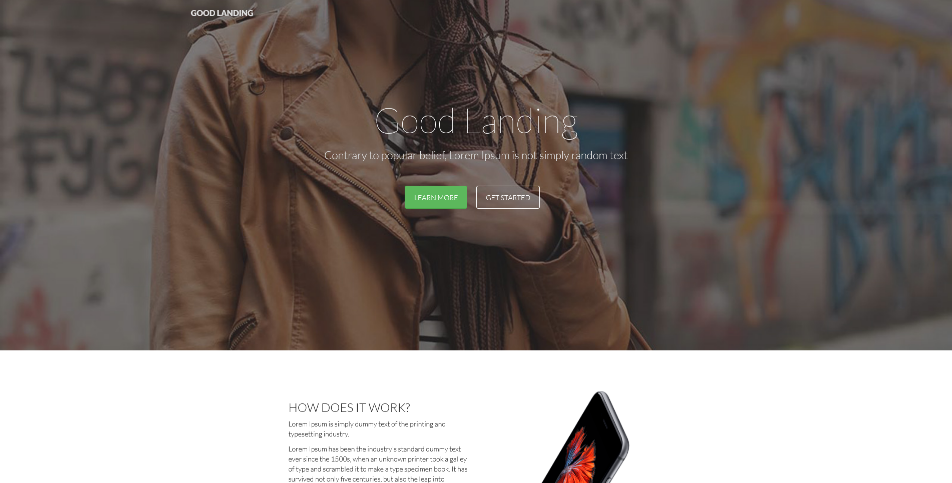 GOOD LANDING
Good Landing
Contrary to popular belief, Lorem Ipsum is not simply random text
LEARN MORE
GET STARTED
HOW DOES IT WORK?
Lorem Ipsum is simply dummy text of the printing and
typesetting industry.
Lorem Ipsum has been the industry's standard dummy text
ever since the 1500s, when an unknown printer took a galley
of type and scrambled it to make a type specimen book. It has
survived not only five centuries, but also the leap into